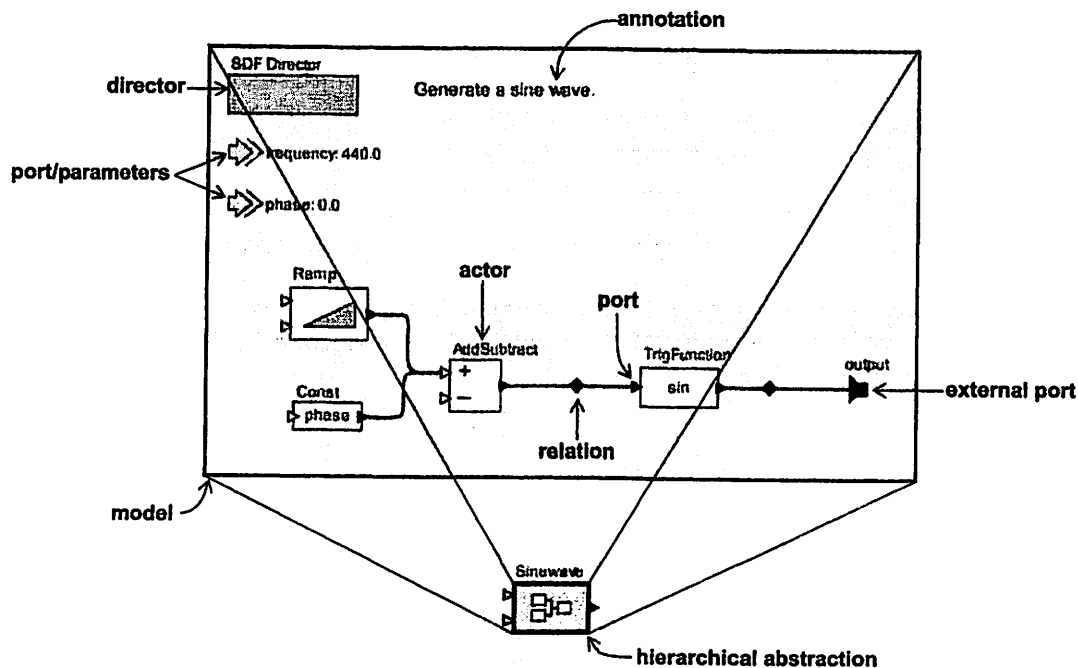 annotation
SDF Director
director
Generate a sine wave.
frequency: 440.0
port/parameters
phase: 0.0
actor
Ramp
port
AddSubtract
TrigFunction
output
+
sin
external port
Const
−
phase
relation
model
Sinewave
hierarchical abstraction